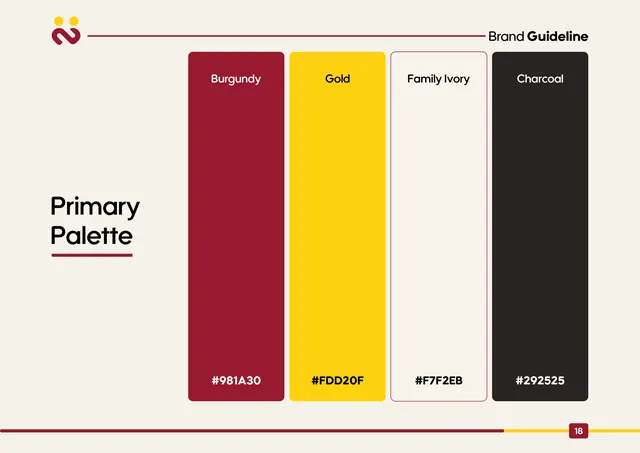 Brand Guideline
Primary
Palette
Burgundy
#981A30
Gold
#FDD20F
Family Ivory
#F7F2EB
Charcoal
#292525
18